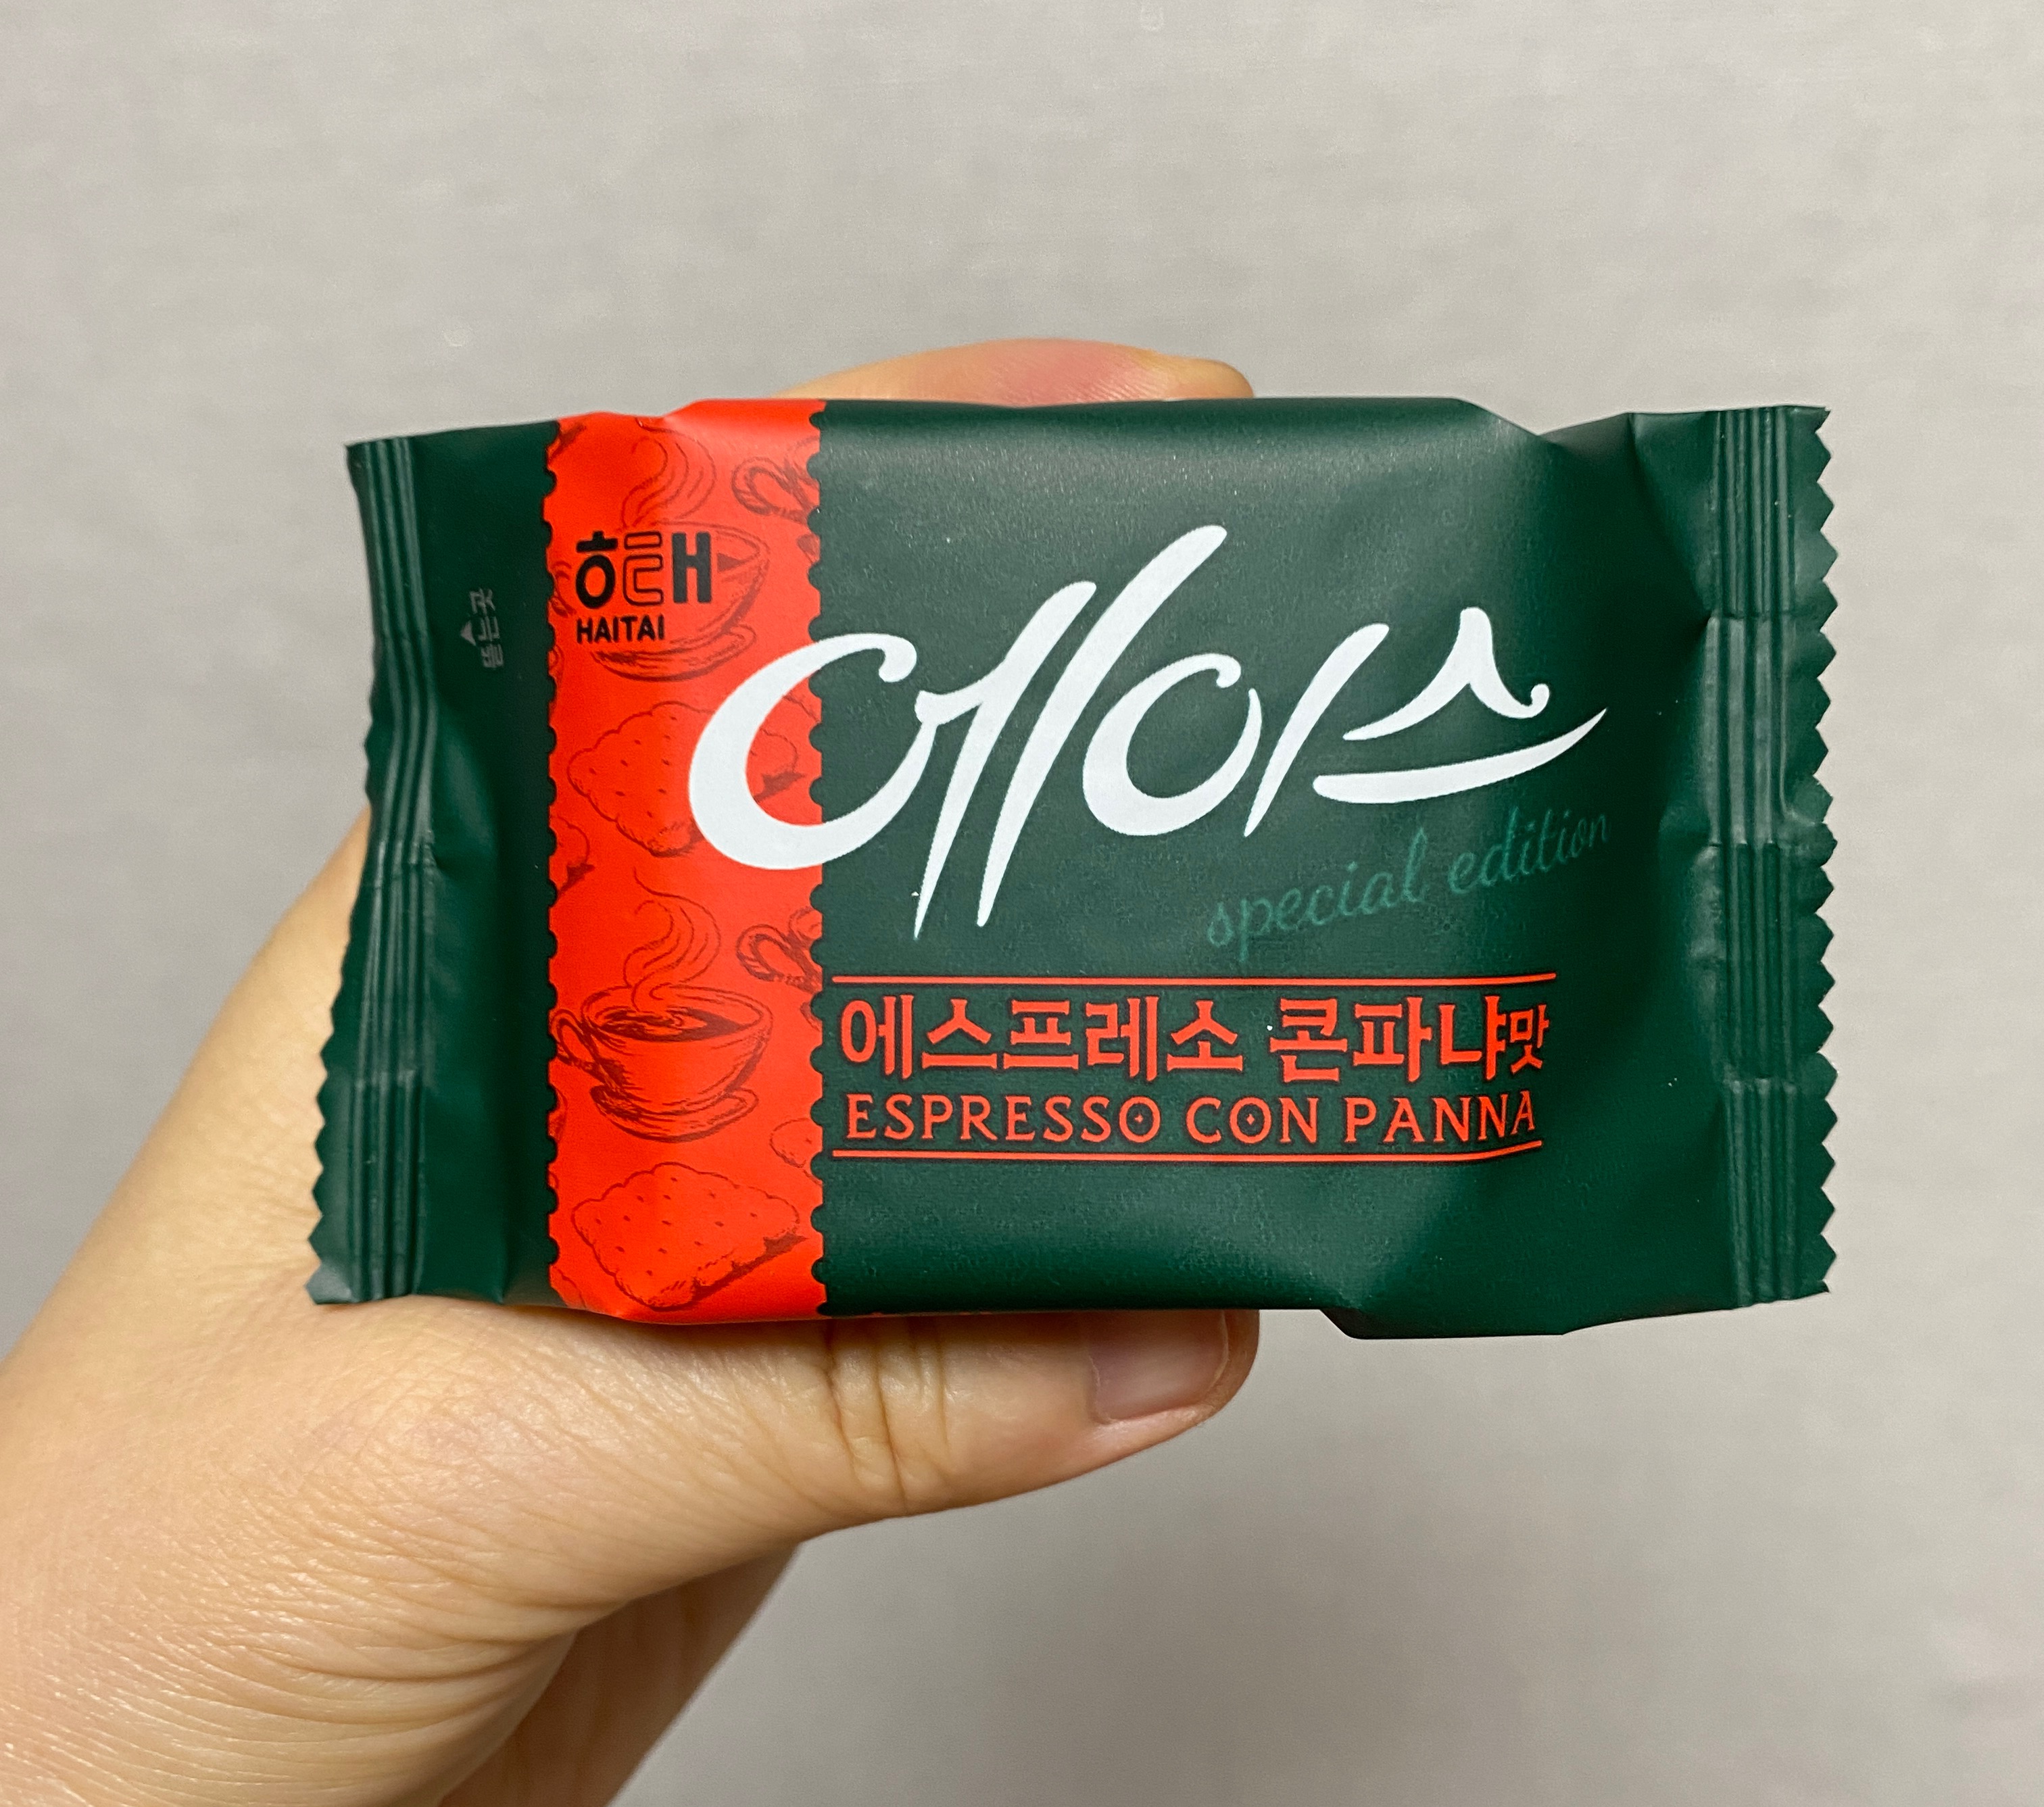 해태
HAITAI
뜯는곳
에이스
special edition
에스프레소 콘파냐맛
ESPRESSO CON PANNA